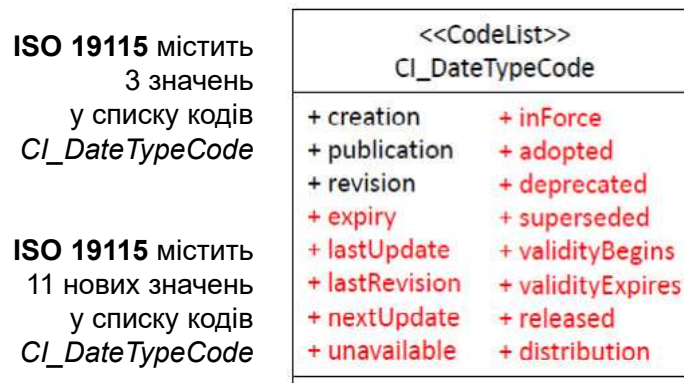 ISO 19115 містить
3 значень
у списку кодів
CI_DateTypeCode
ISO 19115 містить
11 нових значень
у списку кодів
CI_DateTypeCode
<<CodeList>>
CI_DateTypeCode
+ creation
+ publication
+ revision
+ expiry
+ lastUpdate
+ lastRevision
+ nextUpdate
+ unavailable
+ inForce
+ adopted
+ deprecated
+ superseded
+ validityBegins
+ validityExpires
+ released
+ distribution